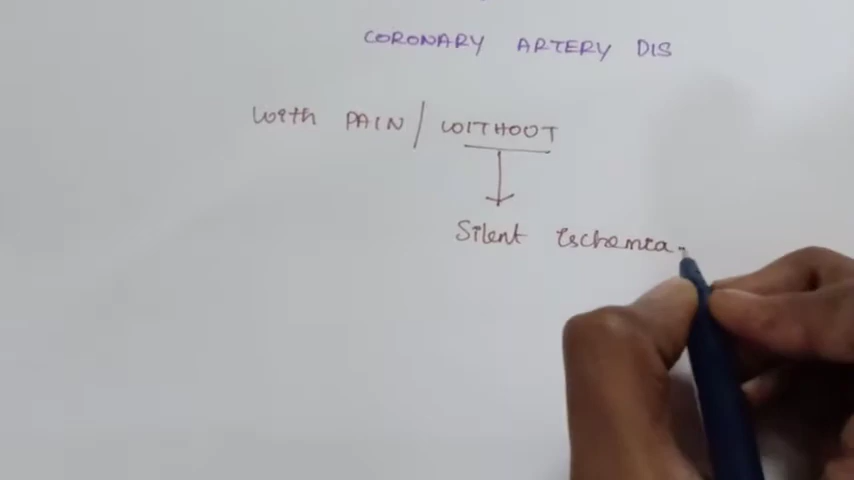 CORONARY ARTERY DIS
With PAIN / WITHOUT
Silent ischemia